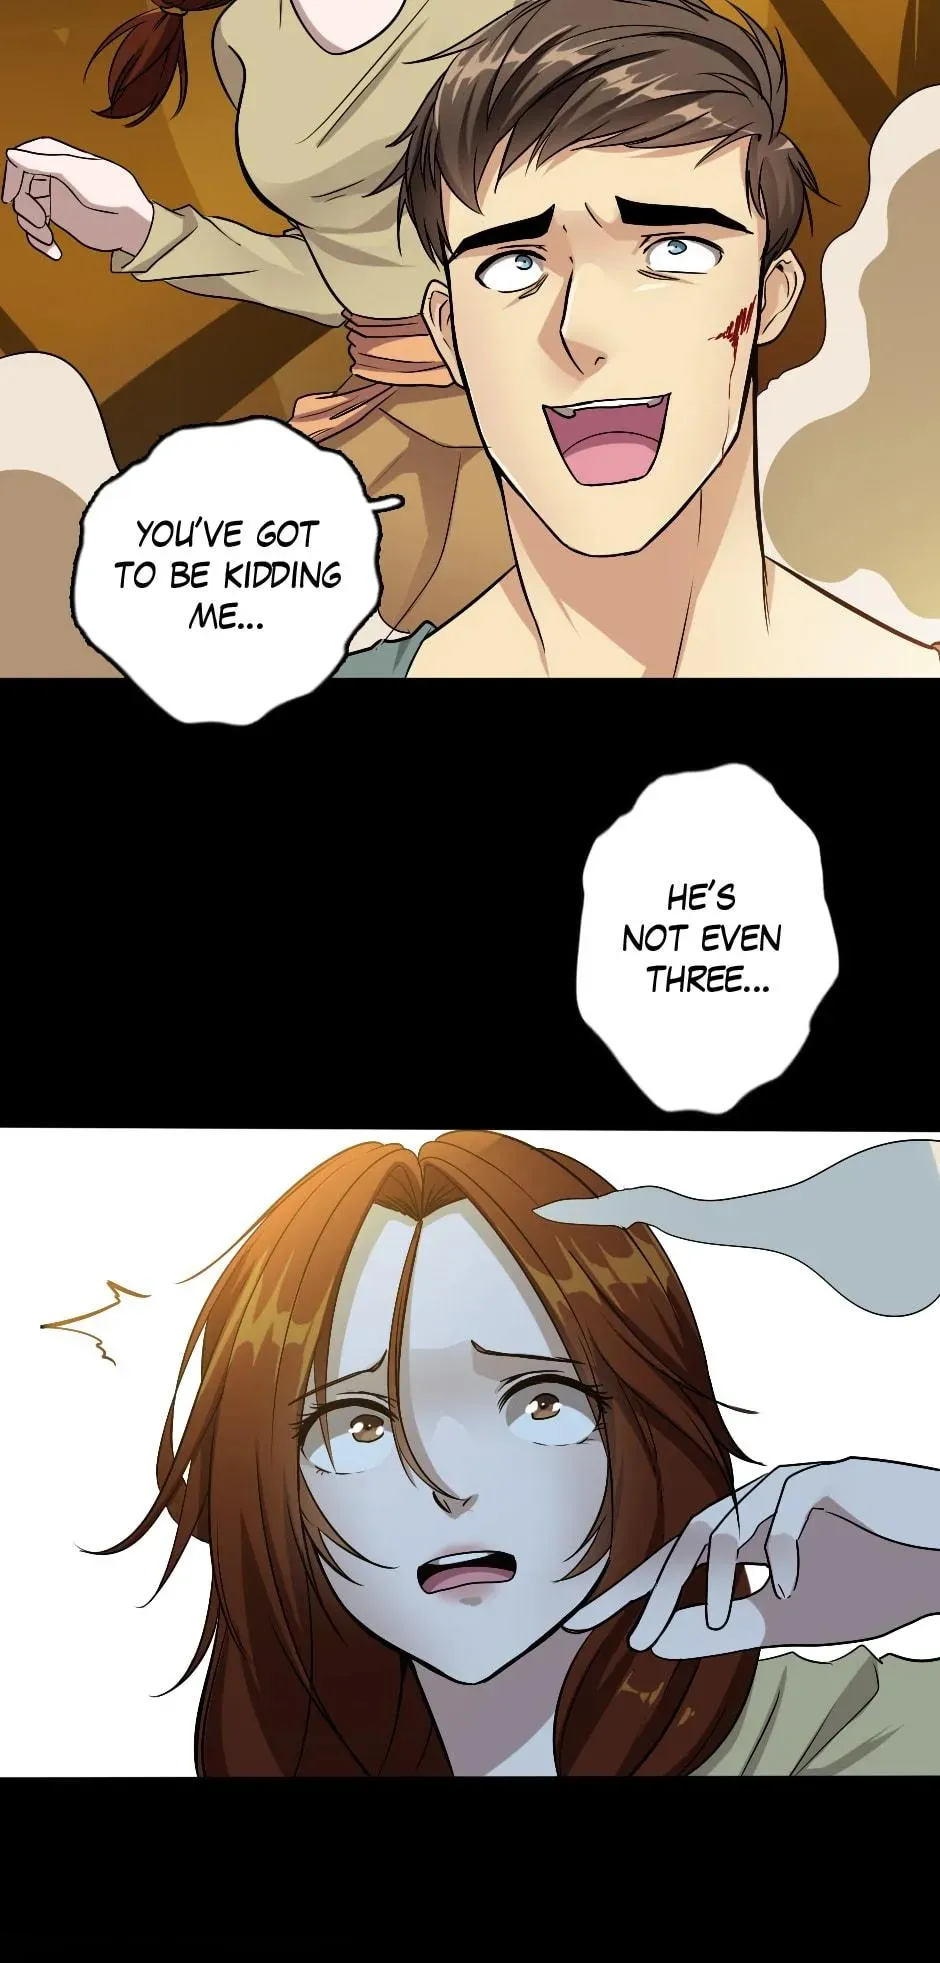 YOU'VE GOT
TO BE KIDDING
ME...
HE'S
NOT EVEN
THREE...